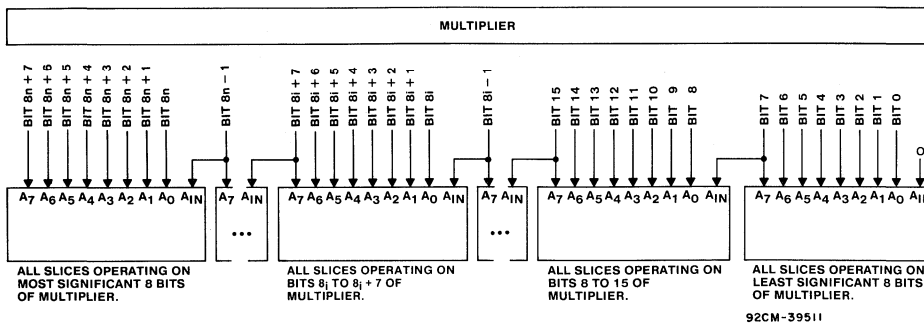 MULTIPLIER
BIT 8n + 7
BIT 8n + 6
BIT 8n + 5
BIT 8n + 4
BIT 8n + 3
BIT 8n + 2
BIT 8n + 1
BIT 8n
BIT 8n – 1
BIT 8i + 7
BIT 8i + 6
BIT 8i + 5
BIT 8i + 4
BIT 8i + 3
BIT 8i + 2
BIT 8i + 1
BIT 8i
BIT 8i – 1
BIT 15
BIT 14
BIT 13
BIT 12
BIT 11
BIT 10
BIT 9
BIT 8
BIT 7
BIT 6
BIT 5
BIT 4
BIT 3
BIT 2
BIT 1
BIT 0
0
A7 A6 A5 A4 A3 A2 A1 A0 AIN
A7 AIN
A7 A6 A5 A4 A3 A2 A1 A0 AIN
A7 AIN
A7 A6 A5 A4 A3 A2 A1 A0 AIN
A7 A6 A5 A4 A3 A2 A1 A0
...
...
ALL SLICES OPERATING ON
MOST SIGNIFICANT 8 BITS
OF MULTIPLIER.
ALL SLICES OPERATING ON
BITS 8i TO 8i + 7 OF
MULTIPLIER.
ALL SLICES OPERATING ON
BITS 8 TO 15 OF
MULTIPLIER.
ALL SLICES OPERATING ON
LEAST SIGNIFICANT 8 BITS
OF MULTIPLIER.
92CM-39511